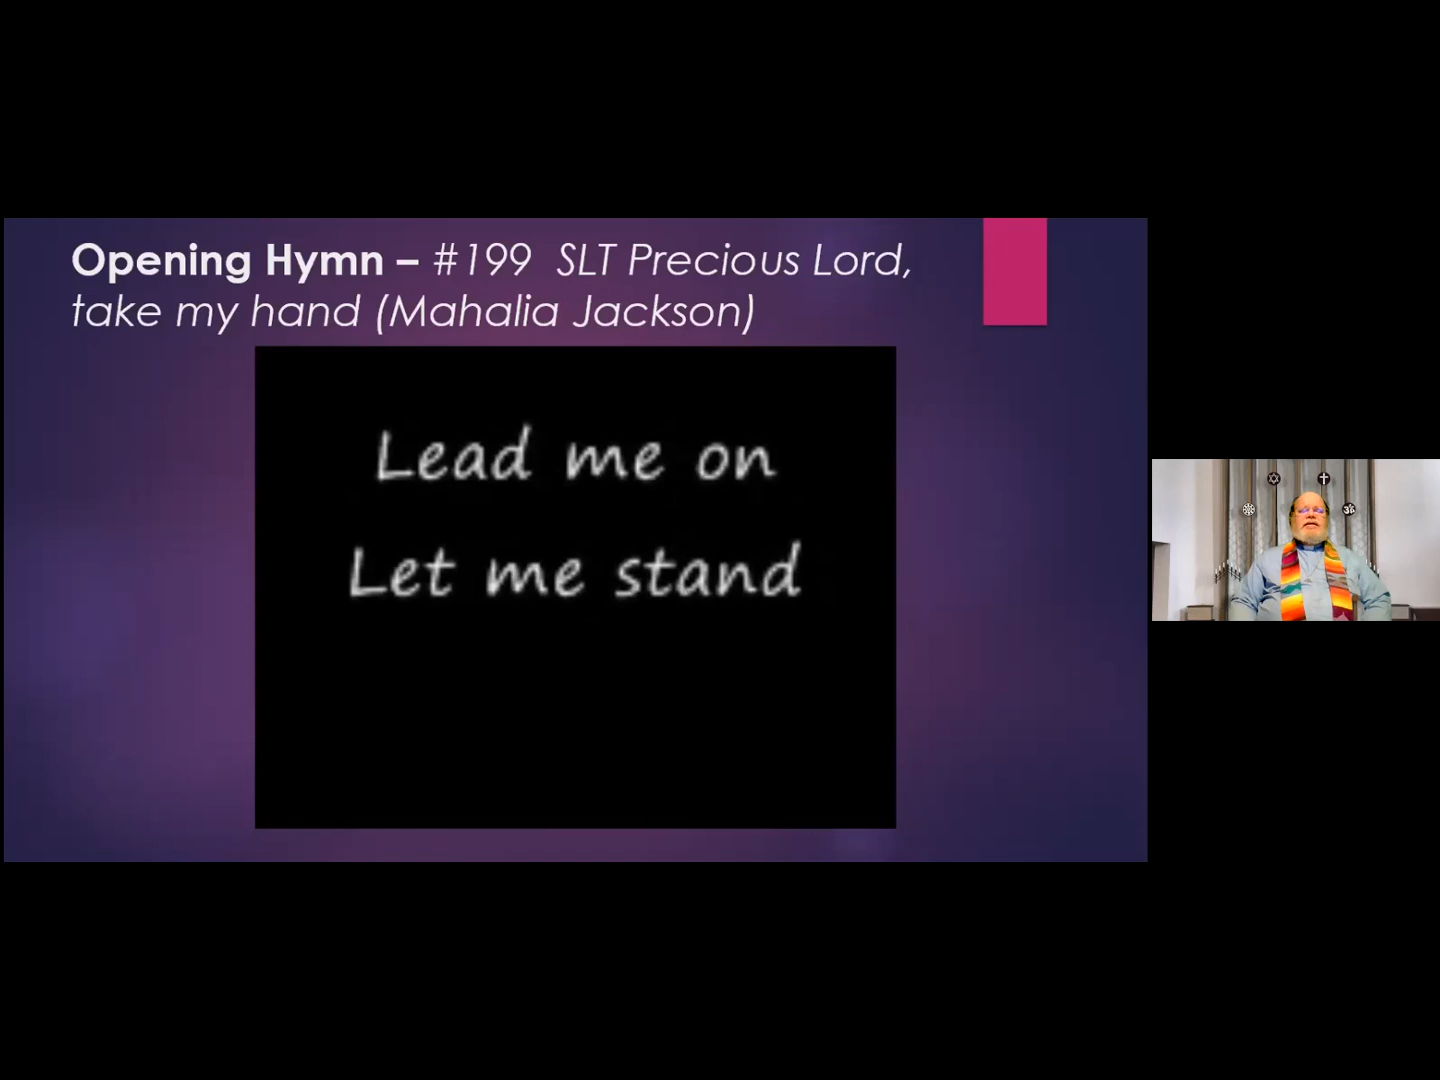 Opening Hymn – #199 SLT Precious Lord,
take my hand (Mahalia Jackson)
Lead me on
Let me stand